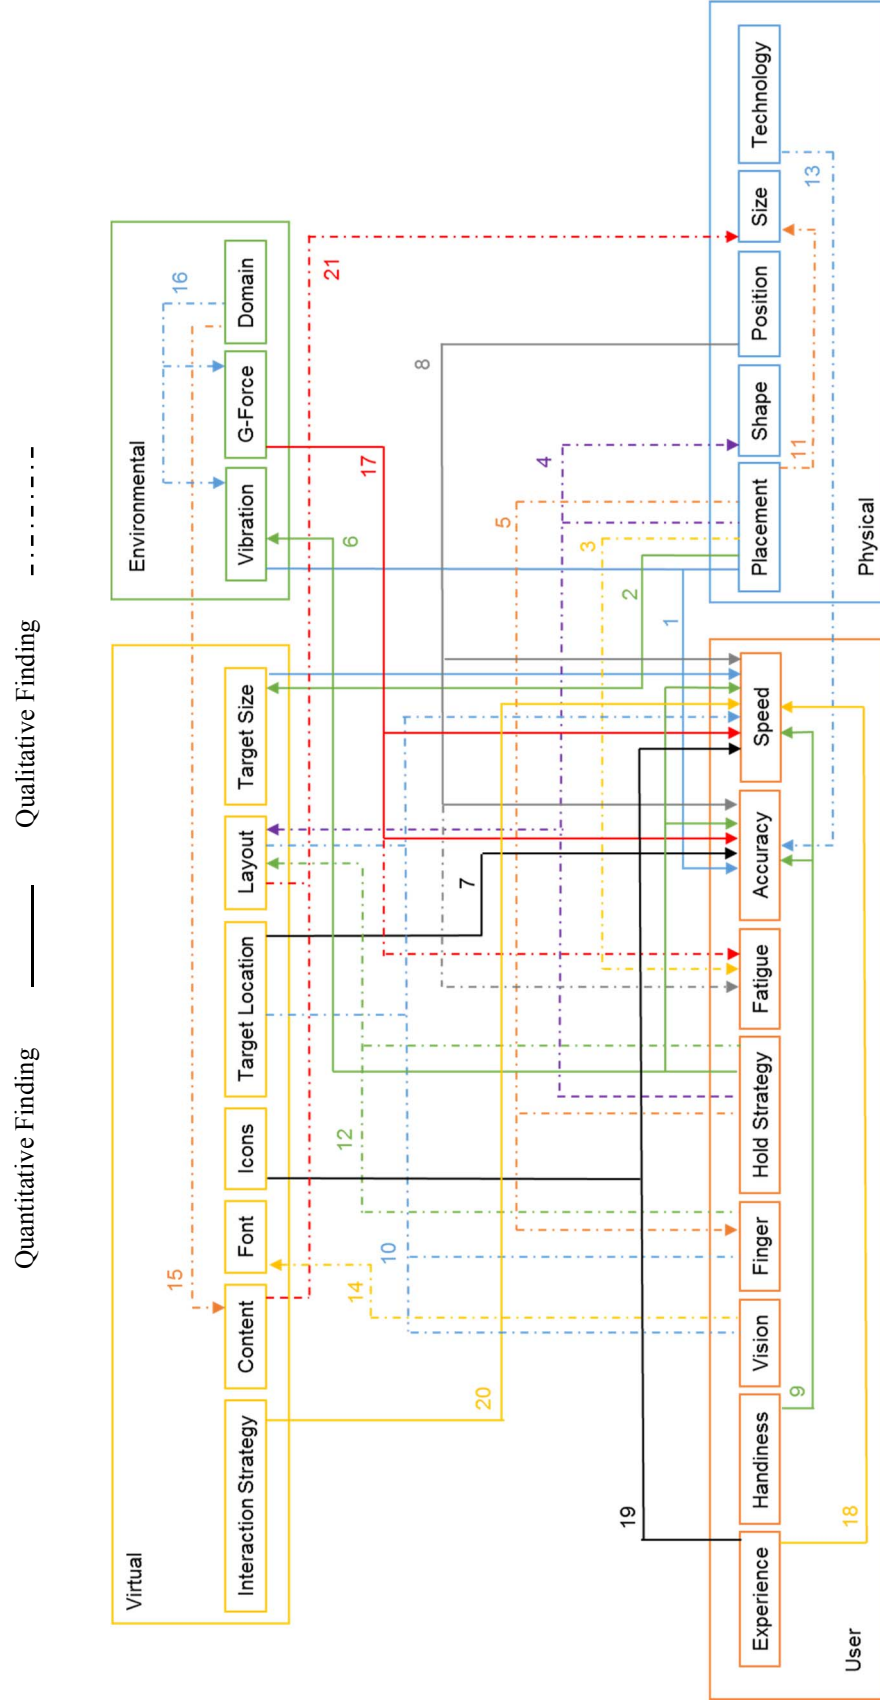 Quantitative Finding
Qualitative Finding
Virtual
Interaction Strategy
Content
Font
Icons
Target Location
Layout
Target Size
Environmental
Vibration
G-Force
Domain
15
16
20
14
10
12
7
17
6
21
8
19
5
4
3
2
1
User
Experience
Handiness
Vision
Finger
Hold Strategy
Fatigue
Accuracy
Speed
Physical
Placement
Shape
Position
Size
Technology
18
9
11
13